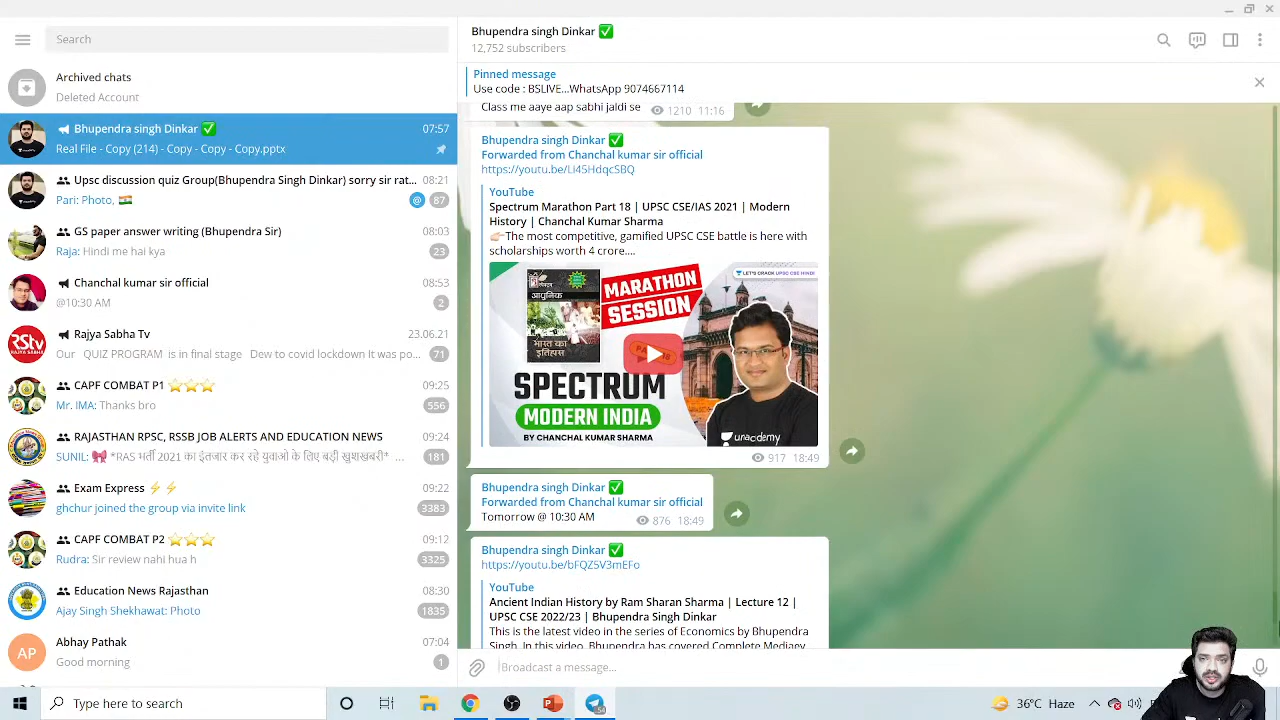 Search
Archived chats
Deleted Account
Bhupendra singh Dinkar ✅ 07:57
Real File - Copy (214) - Copy - Copy - Copy.pptx
Upsc discussion quiz Group(Bhupendra Singh Dinkar) sorry sir rat... 08:21
Pari: Photo, 🇮🇳 @ 87
GS paper answer writing (Bhupendra Sir) 08:03
Raja: Hindi me hai kya 23
Chanchal kumar sir official 08:53
@10:30 AM 2
Rajya Sabha Tv 23.06.21
Our QUIZ PROGRAM is in final stage Dew to covid lockdown It was po... 71
CAPF COMBAT P1 ⭐⭐⭐ 09:25
Mr. IMA: Thanks bro 556
RAJASTHAN RPSC, RSSB JOB ALERTS AND EDUCATION NEWS 09:24
SUNIL: *RAS भर्ती 2021 का ईतजार कर रहे युवाओ के लिए बड़ी खुशखबरी* ... 181
Exam Express ⚡⚡ 09:22
ghchur joined the group via invite link 3383
CAPF COMBAT P2 ⭐⭐⭐ 09:12
Rudra: Sir review nahi hua h 3325
Education News Rajasthan 08:30
Ajay Singh Shekhawat: Photo 1835
AP
Abhay Pathak 07:04
Good morning 1
Bhupendra singh Dinkar ✅
12,752 subscribers
Pinned message
Use code : BSLIVE...WhatsApp 9074667114
Class me aaye aap sabhi jaldi se 1210 11:16
Bhupendra singh Dinkar ✅
Forwarded from Chanchal kumar sir official
https://youtu.be/Li45HdqcSBQ
YouTube
Spectrum Marathon Part 18 | UPSC CSE/IAS 2021 | Modern
History | Chanchal Kumar Sharma
👉🏻The most competitive, gamified UPSC CSE battle is here with
scholarships worth 4 crore....
LET'S CRACK UPSC CSE HINDI
आधुनिक
भारत का
इतिहास
MARATHON
SESSION
SPECTRUM
MODERN INDIA
BY CHANCHAL KUMAR SHARMA
unacademy
917 18:49
Bhupendra singh Dinkar ✅
Forwarded from Chanchal kumar sir official
Tomorrow @ 10:30 AM 876 18:49
Bhupendra singh Dinkar ✅
https://youtu.be/bFQZ5V3mEFo
YouTube
Ancient Indian History by Ram Sharan Sharma | Lecture 12 |
UPSC CSE 2022/23 | Bhupendra Singh Dinkar
This is the latest video in the series of Economics by Bhupendra
Singh. In this video, Bhupendra has covered Complete Mediaev
Broadcast a message...
Type here to search
36°C Haze